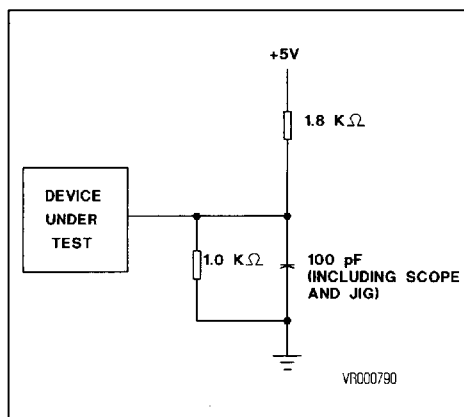 +5V
1.8 KΩ
DEVICE
UNDER
TEST
1.0 KΩ
100 pF
(INCLUDING SCOPE
AND JIG)
VR000790